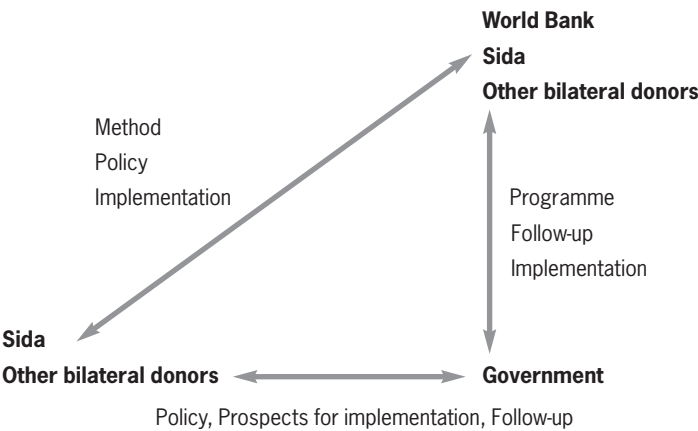 World Bank
Sida
Other bilateral donors
Method
Policy
Implementation
Programme
Follow-up
Implementation
Sida
Other bilateral donors
Government
Policy, Prospects for implementation, Follow-up